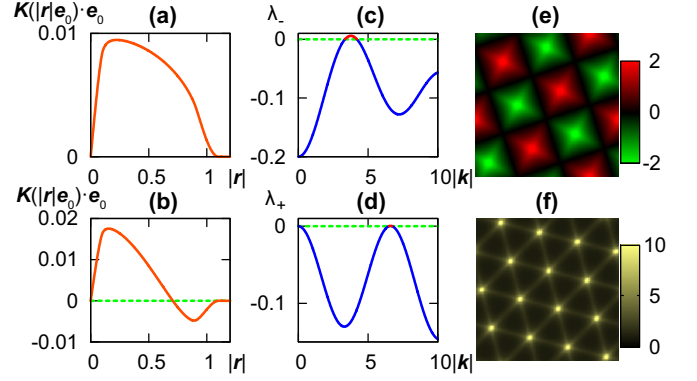 K(|r|e₀)·e₀ (a) λ₋ (c) (e)
0.01 0 2
-0.1 0
0 -0.2 -2
0 0.5 1 |r| 0 5 10 |k|
K(|r|e₀)·e₀ (b) λ₊ (d) (f)
0.02 0 10
0.01
0 -0.1 5
-0.01 0
0 0.5 1 |r| 0 5 10 |k|